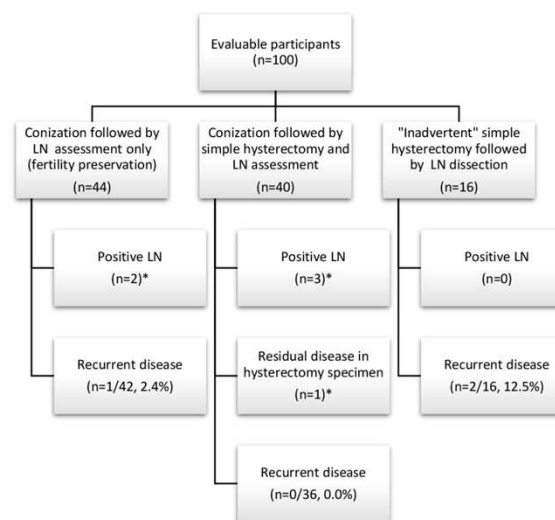 Evaluable participants
(n=100)
Conization followed by
LN assessment only
(fertility preservation)
(n=44)
Conization followed by
simple hysterectomy and
LN assessment
(n=40)
"Inadvertent" simple
hysterectomy followed
by LN dissection
(n=16)
Positive LN
(n=2)*
Positive LN
(n=3)*
Positive LN
(n=0)
Recurrent disease
(n=1/42, 2.4%)
Residual disease in
hysterectomy specimen
(n=1)*
Recurrent disease
(n=2/16, 12.5%)
Recurrent disease
(n=0/36, 0.0%)